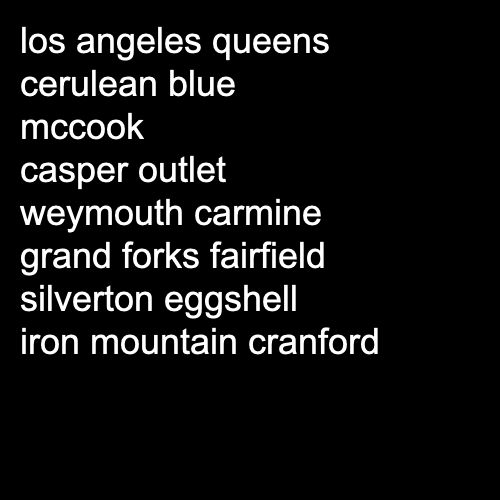 los angeles queens
cerulean blue
mccook
casper outlet
weymouth carmine
grand forks fairfield
silverton eggshell
iron mountain cranford